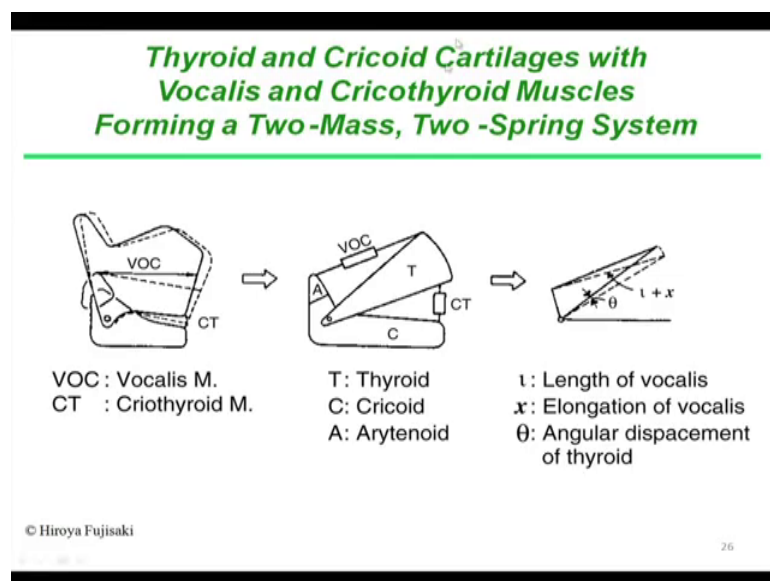 Thyroid and Cricoid Cartilages with
Vocalis and Cricothyroid Muscles
Forming a Two-Mass, Two -Spring System
VOC
CT
VOC
T
A
CT
C
ι + x
θ
VOC : Vocalis M.
CT : Criothyroid M.
T: Thyroid
C: Cricoid
A: Arytenoid
ι: Length of vocalis
x: Elongation of vocalis
θ: Angular dispacement
of thyroid
© Hiroya Fujisaki
26